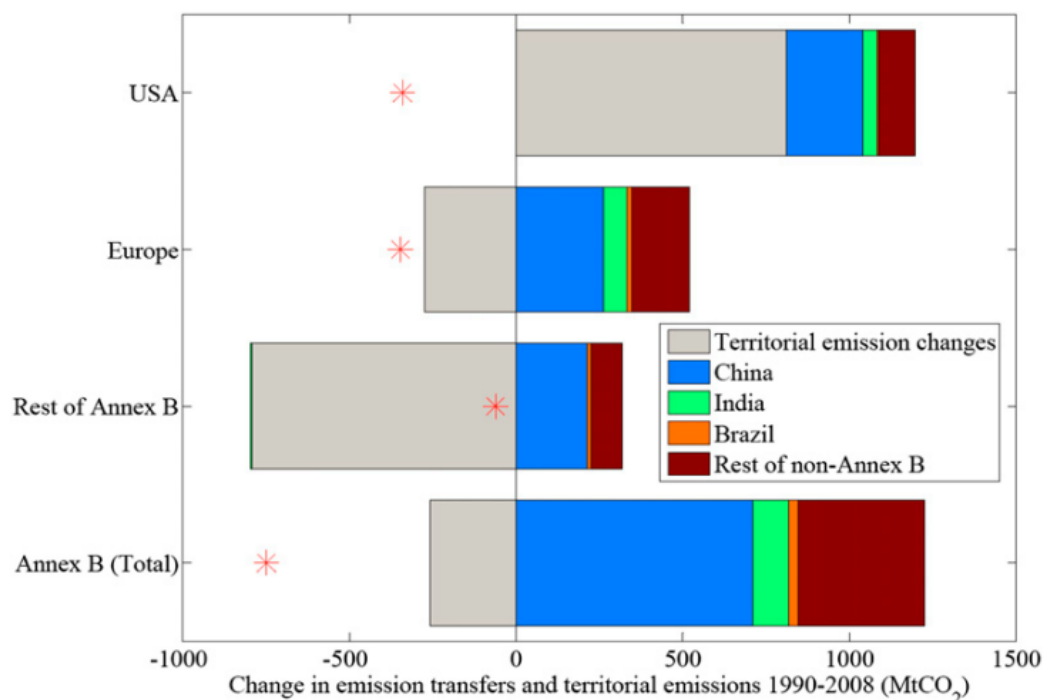 USA
Europe
Rest of Annex B
Annex B (Total)
Territorial emission changes
China
India
Brazil
Rest of non-Annex B
-1000 -500 0 500 1000 1500
Change in emission transfers and territorial emissions 1990-2008 (MtCO₂)